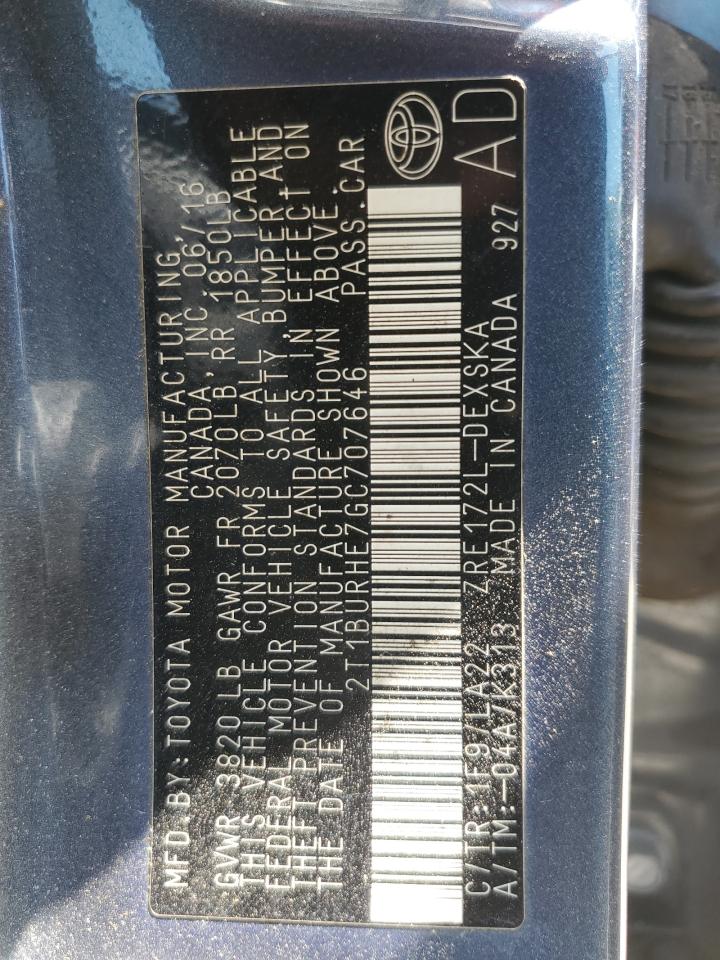 MFD.BY:TOYOTA MOTOR MANUFACTURING,
CANADA,INC. 06/16
GVWR 3820LB GAWR FR 2070LB,RR 1850LB
THIS VEHICLE CONFORMS TO ALL APPLICABLE
FEDERAL MOTOR VEHICLE SAFETY BUMPER AND
THEFT PREVENTION STANDARDS IN EFFECT ON
THE DATE OF MANUFACTURE SHOWN ABOVE.
2T1BURHE7GC707646 PASS.CAR
C/TR:1F9/LA22 ZRE172L-DEXSKA
A/TM:-04A/K313 MADE IN CANADA 927
AD